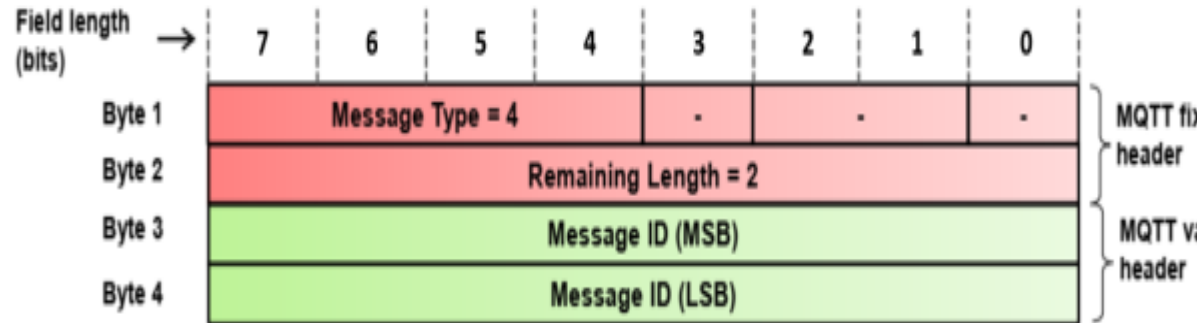 Field length
(bits) → 7 6 5 4 3 2 1 0
Byte 1 Message Type = 4 - - -
Byte 2 Remaining Length = 2
Byte 3 Message ID (MSB)
Byte 4 Message ID (LSB)
MQTT fix
header
MQTT va
header